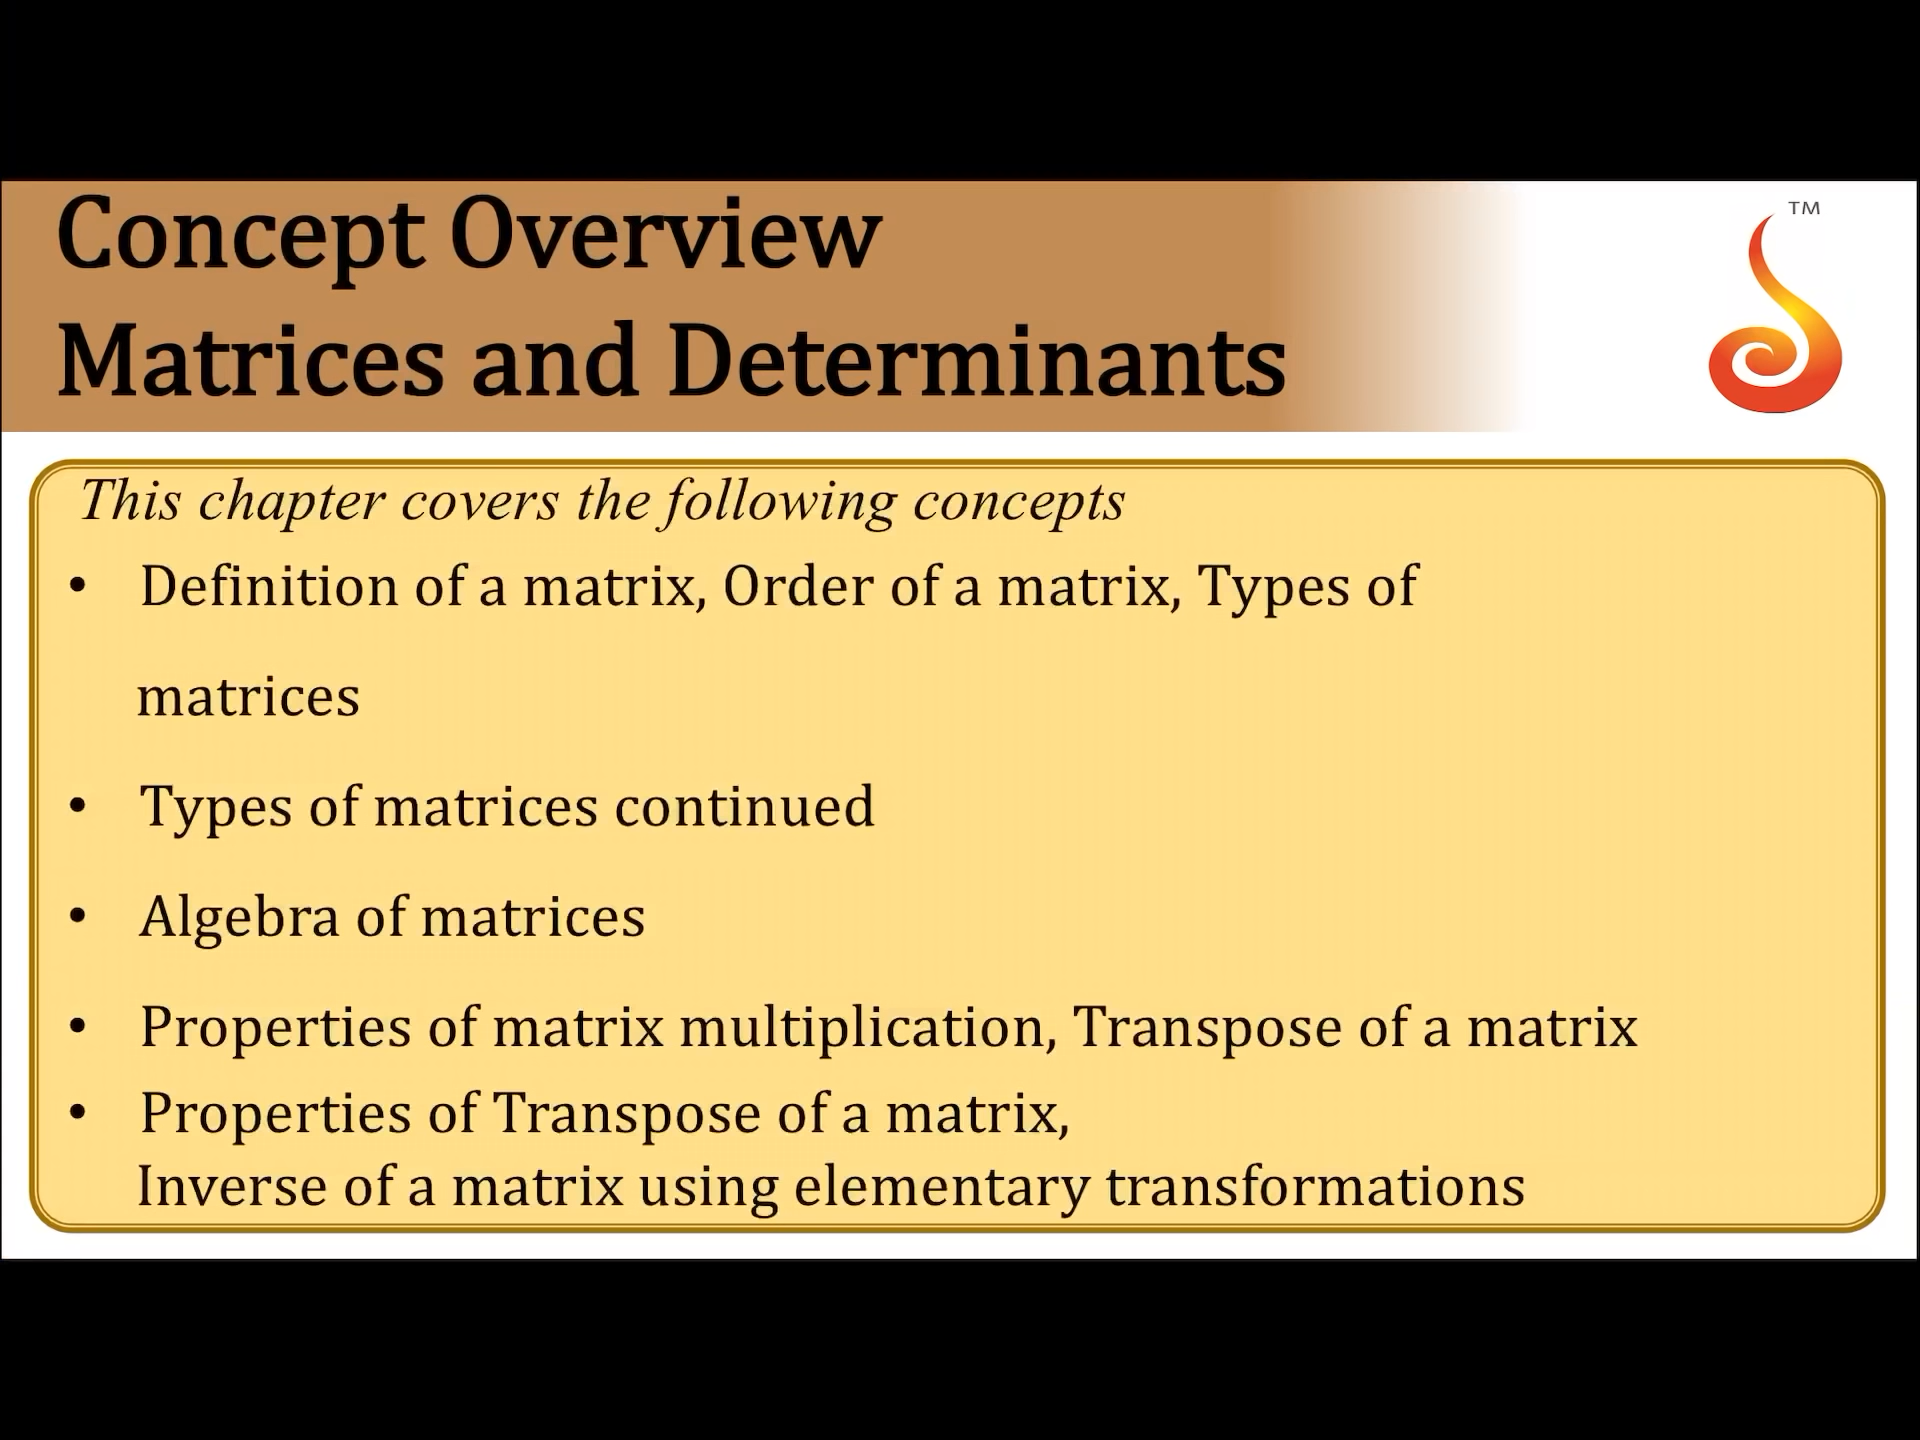 Concept Overview
Matrices and Determinants
TM
This chapter covers the following concepts
• Definition of a matrix, Order of a matrix, Types of
matrices
• Types of matrices continued
• Algebra of matrices
• Properties of matrix multiplication, Transpose of a matrix
• Properties of Transpose of a matrix,
Inverse of a matrix using elementary transformations